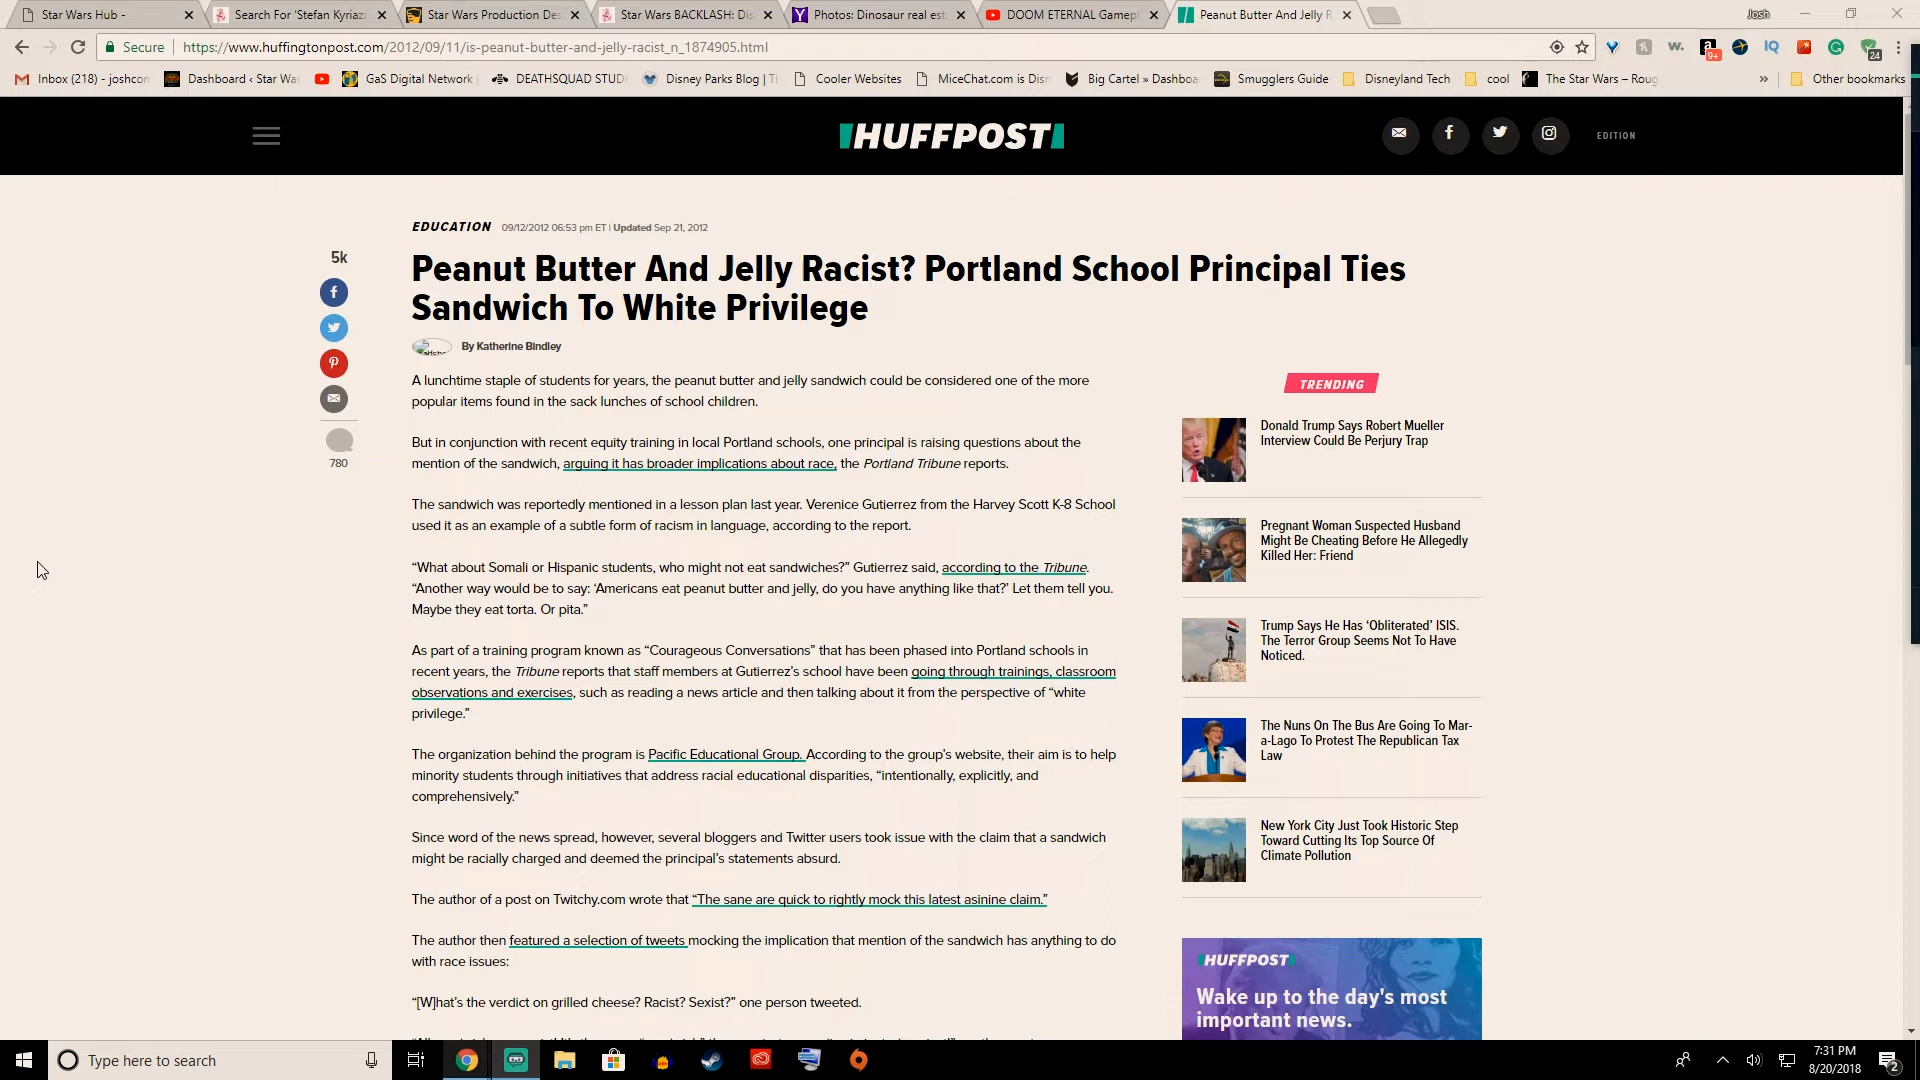 Star Wars Hub -
Search For 'Stefan Kyriazi
Star Wars Production Des
Star Wars BACKLASH: Dis
Photos: Dinosaur real est
DOOM ETERNAL Gamepl
Peanut Butter And Jelly R
Josh
Secure
https://www.huffingtonpost.com/2012/09/11/is-peanut-butter-and-jelly-racist_n_1874905.html
w.
9+
IQ
24
Inbox (218) - joshcon
Dashboard ‹ Star Wa
GaS Digital Network
DEATHSQUAD STUD
Disney Parks Blog | Th
Cooler Websites
MiceChat.com is Disn
Big Cartel » Dashboa
Smugglers Guide
Disneyland Tech
cool
The Star Wars – Roug
»
Other bookmarks
HUFFPOST
EDITION
EDUCATION 09/12/2012 06:53 pm ET | Updated Sep 21, 2012
5k
Peanut Butter And Jelly Racist? Portland School Principal Ties
Sandwich To White Privilege
By Katherine Bindley
780
A lunchtime staple of students for years, the peanut butter and jelly sandwich could be considered one of the more
popular items found in the sack lunches of school children.
But in conjunction with recent equity training in local Portland schools, one principal is raising questions about the
mention of the sandwich, arguing it has broader implications about race, the Portland Tribune reports.
The sandwich was reportedly mentioned in a lesson plan last year. Verenice Gutierrez from the Harvey Scott K-8 School
used it as an example of a subtle form of racism in language, according to the report.
“What about Somali or Hispanic students, who might not eat sandwiches?” Gutierrez said, according to the Tribune.
“Another way would be to say: ‘Americans eat peanut butter and jelly, do you have anything like that?’ Let them tell you.
Maybe they eat torta. Or pita.”
As part of a training program known as “Courageous Conversations” that has been phased into Portland schools in
recent years, the Tribune reports that staff members at Gutierrez’s school have been going through trainings, classroom
observations and exercises, such as reading a news article and then talking about it from the perspective of “white
privilege.”
The organization behind the program is Pacific Educational Group. According to the group’s website, their aim is to help
minority students through initiatives that address racial educational disparities, “intentionally, explicitly, and
comprehensively.”
Since word of the news spread, however, several bloggers and Twitter users took issue with the claim that a sandwich
might be racially charged and deemed the principal’s statements absurd.
The author of a post on Twitchy.com wrote that “The sane are quick to rightly mock this latest asinine claim.”
The author then featured a selection of tweets mocking the implication that mention of the sandwich has anything to do
with race issues:
“[W]hat’s the verdict on grilled cheese? Racist? Sexist?” one person tweeted.
TRENDING
Donald Trump Says Robert Mueller
Interview Could Be Perjury Trap
Pregnant Woman Suspected Husband
Might Be Cheating Before He Allegedly
Killed Her: Friend
Trump Says He Has ‘Obliterated’ ISIS.
The Terror Group Seems Not To Have
Noticed.
The Nuns On The Bus Are Going To Mar-
a-Lago To Protest The Republican Tax
Law
New York City Just Took Historic Step
Toward Cutting Its Top Source Of
Climate Pollution
HUFFPOST
Wake up to the day's most
important news.
Type here to search
7:31 PM
8/20/2018
2